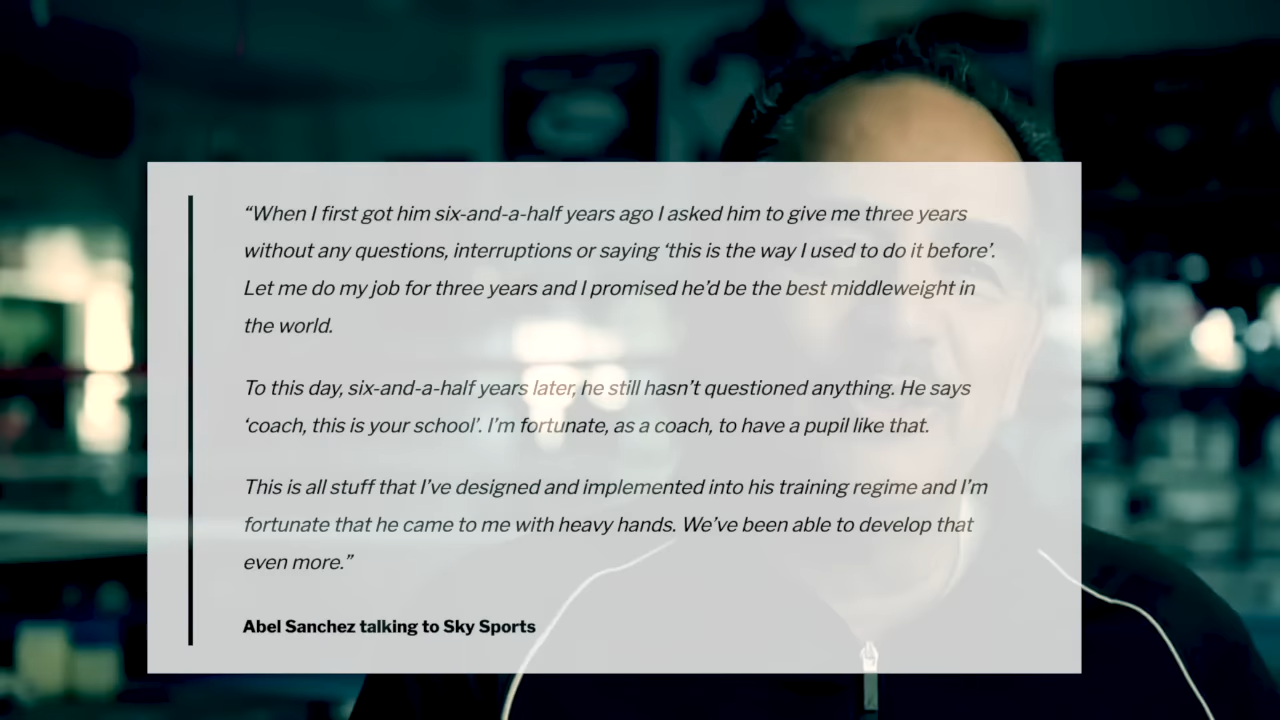 “When I first got him six-and-a-half years ago I asked him to give me three years
without any questions, interruptions or saying ‘this is the way I used to do it before’.
Let me do my job for three years and I promised he’d be the best middleweight in
the world.
To this day, six-and-a-half years later, he still hasn’t questioned anything. He says
‘coach, this is your school’. I’m fortunate, as a coach, to have a pupil like that.
This is all stuff that I’ve designed and implemented into his training regime and I’m
fortunate that he came to me with heavy hands. We’ve been able to develop that
even more.”
Abel Sanchez talking to Sky Sports